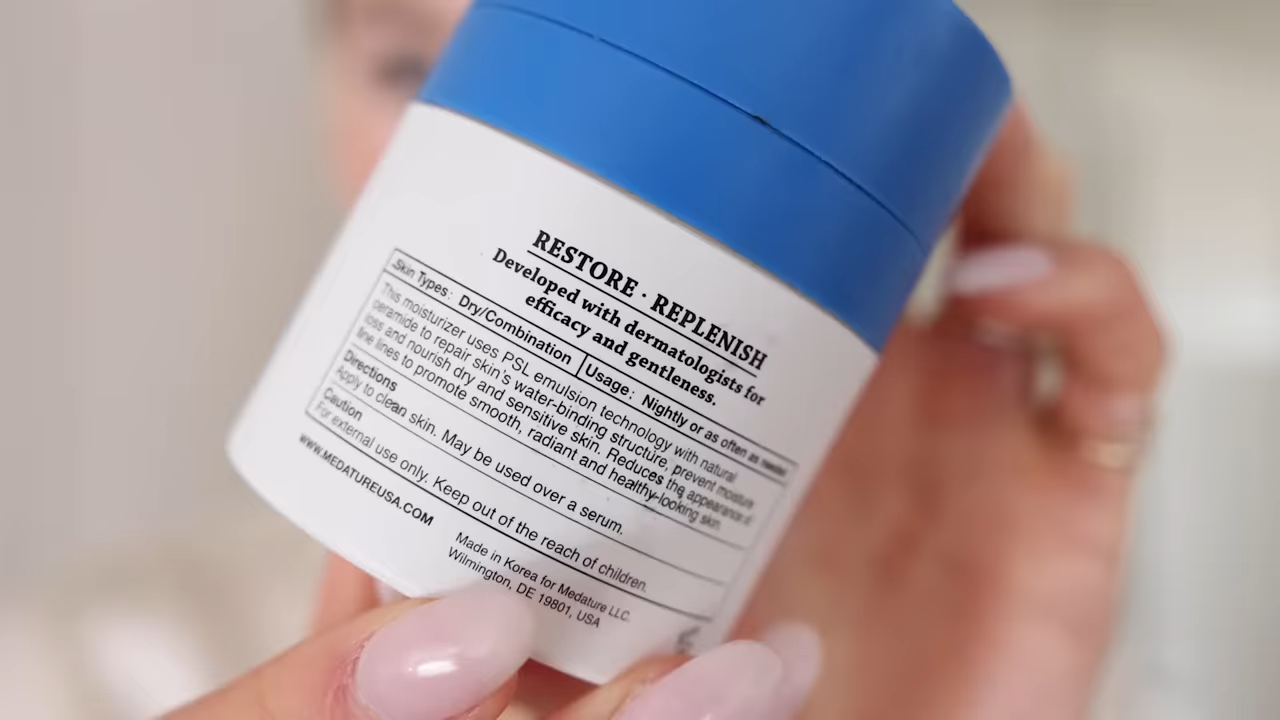 RESTORE · REPLENISH
Developed with dermatologists for
efficacy and gentleness.
Skin Types: Dry/Combination
Usage: Nightly or as often as needed
This moisturizer uses PSL emulsion technology with natural
ceramide to repair skin's water-binding structure, prevent moisture
loss and nourish dry and sensitive skin. Reduces the appearance of
fine lines to promote smooth, radiant and healthy-looking skin.
Directions
Apply to clean skin. May be used over a serum.
Caution
For external use only. Keep out of the reach of children.
WWW.MEDATUREUSA.COM
Made in Korea for Medature LLC.
Wilmington, DE 19801, USA